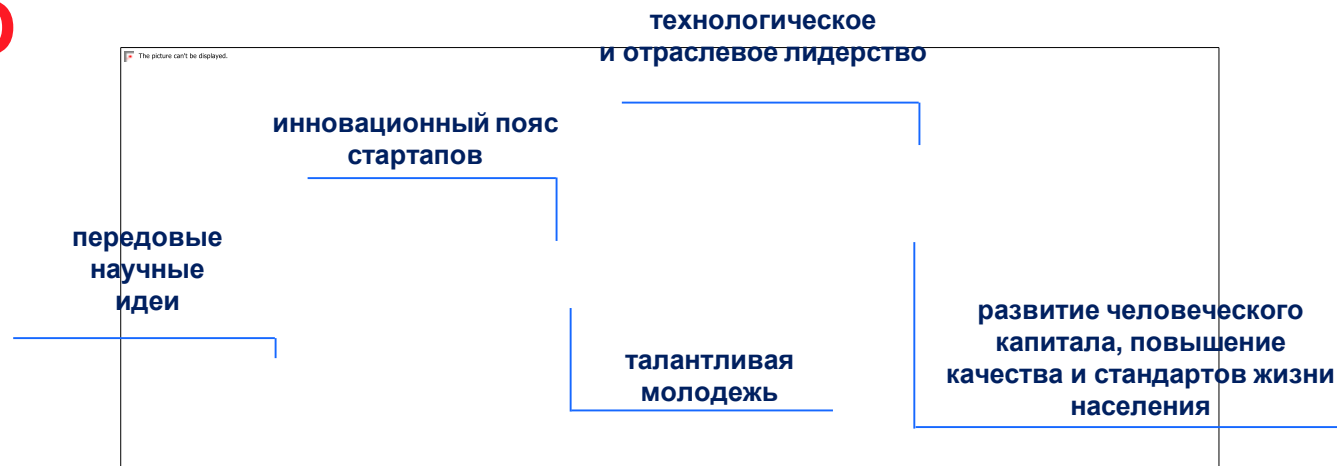 технологическое
и отраслевое лидерство
The picture can't be displayed.
инновационный пояс
стартапов
передовые
научные
идеи
талантливая
молодежь
развитие человеческого
капитала, повышение
качества и стандартов жизни
населения